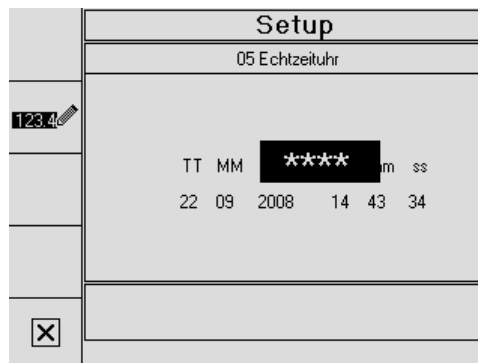 Setup
05 Echtzeituhr
123.4
TT MM **** m ss
22 09 2008 14 43 34